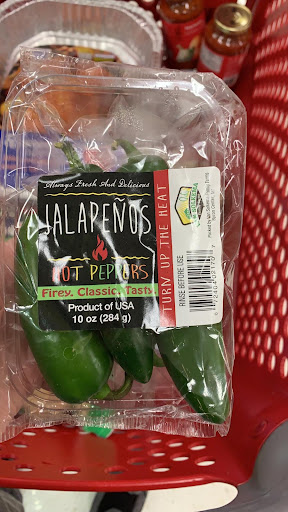 Always Fresh And Delicious
JALAPEÑOS
HOT PEPPERS
Firey. Classic. Tasty
Product of USA
10 oz (284 g)
TURN UP THE HEAT
RINSE BEFORE USE